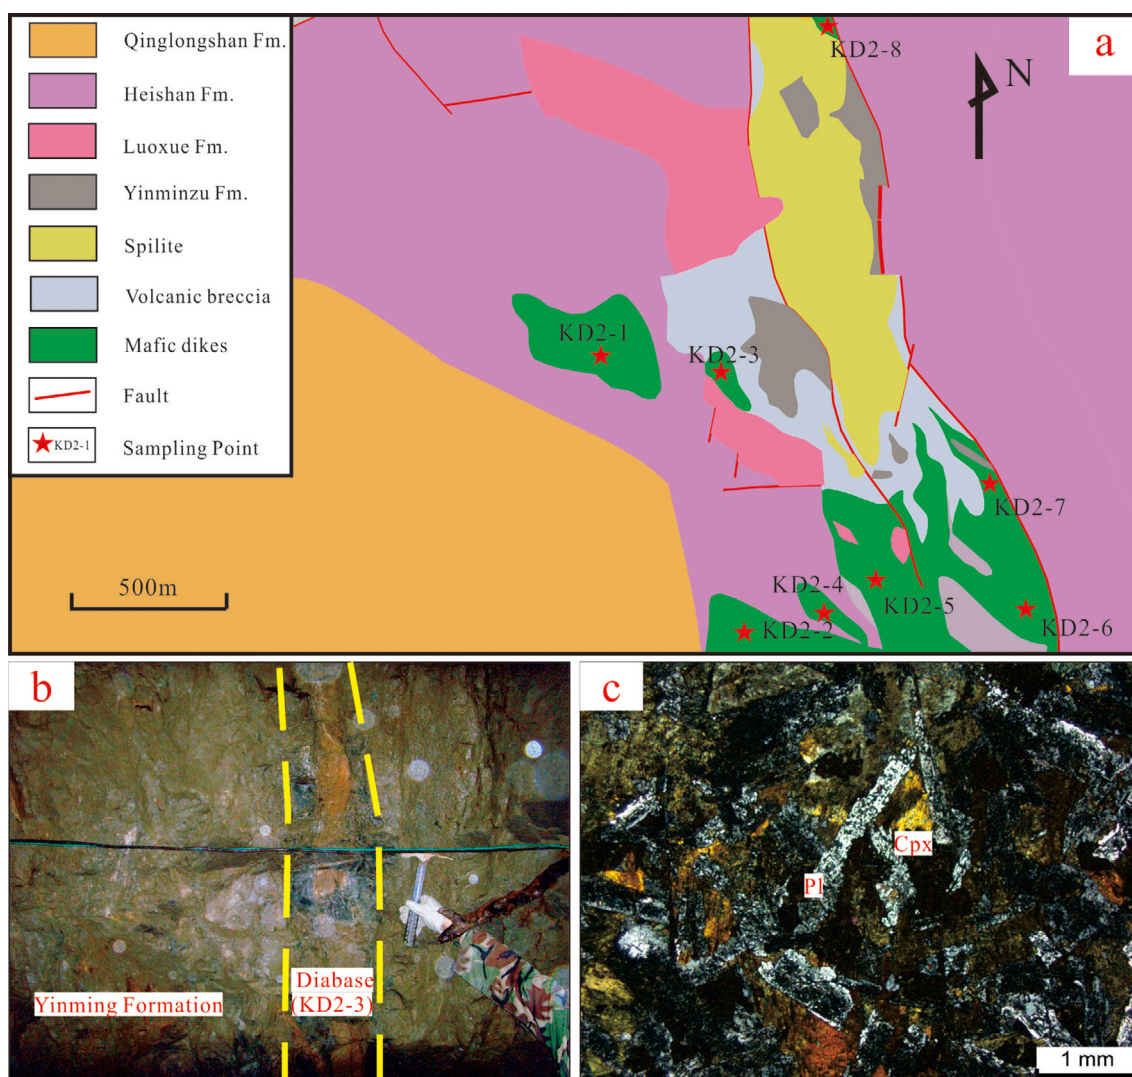 a
N
Qinglongshan Fm.
Heishan Fm.
Luoxue Fm.
Yinminzu Fm.
Spilite
Volcanic breccia
Mafic dikes
Fault
KD2-1
Sampling Point
500m
KD2-8
KD2-1
KD2-3
KD2-7
KD2-4
KD2-5
KD2-2
KD2-6
b
Yinming Formation
Diabase
(KD2-3)
c
Cpx
Pl
1 mm